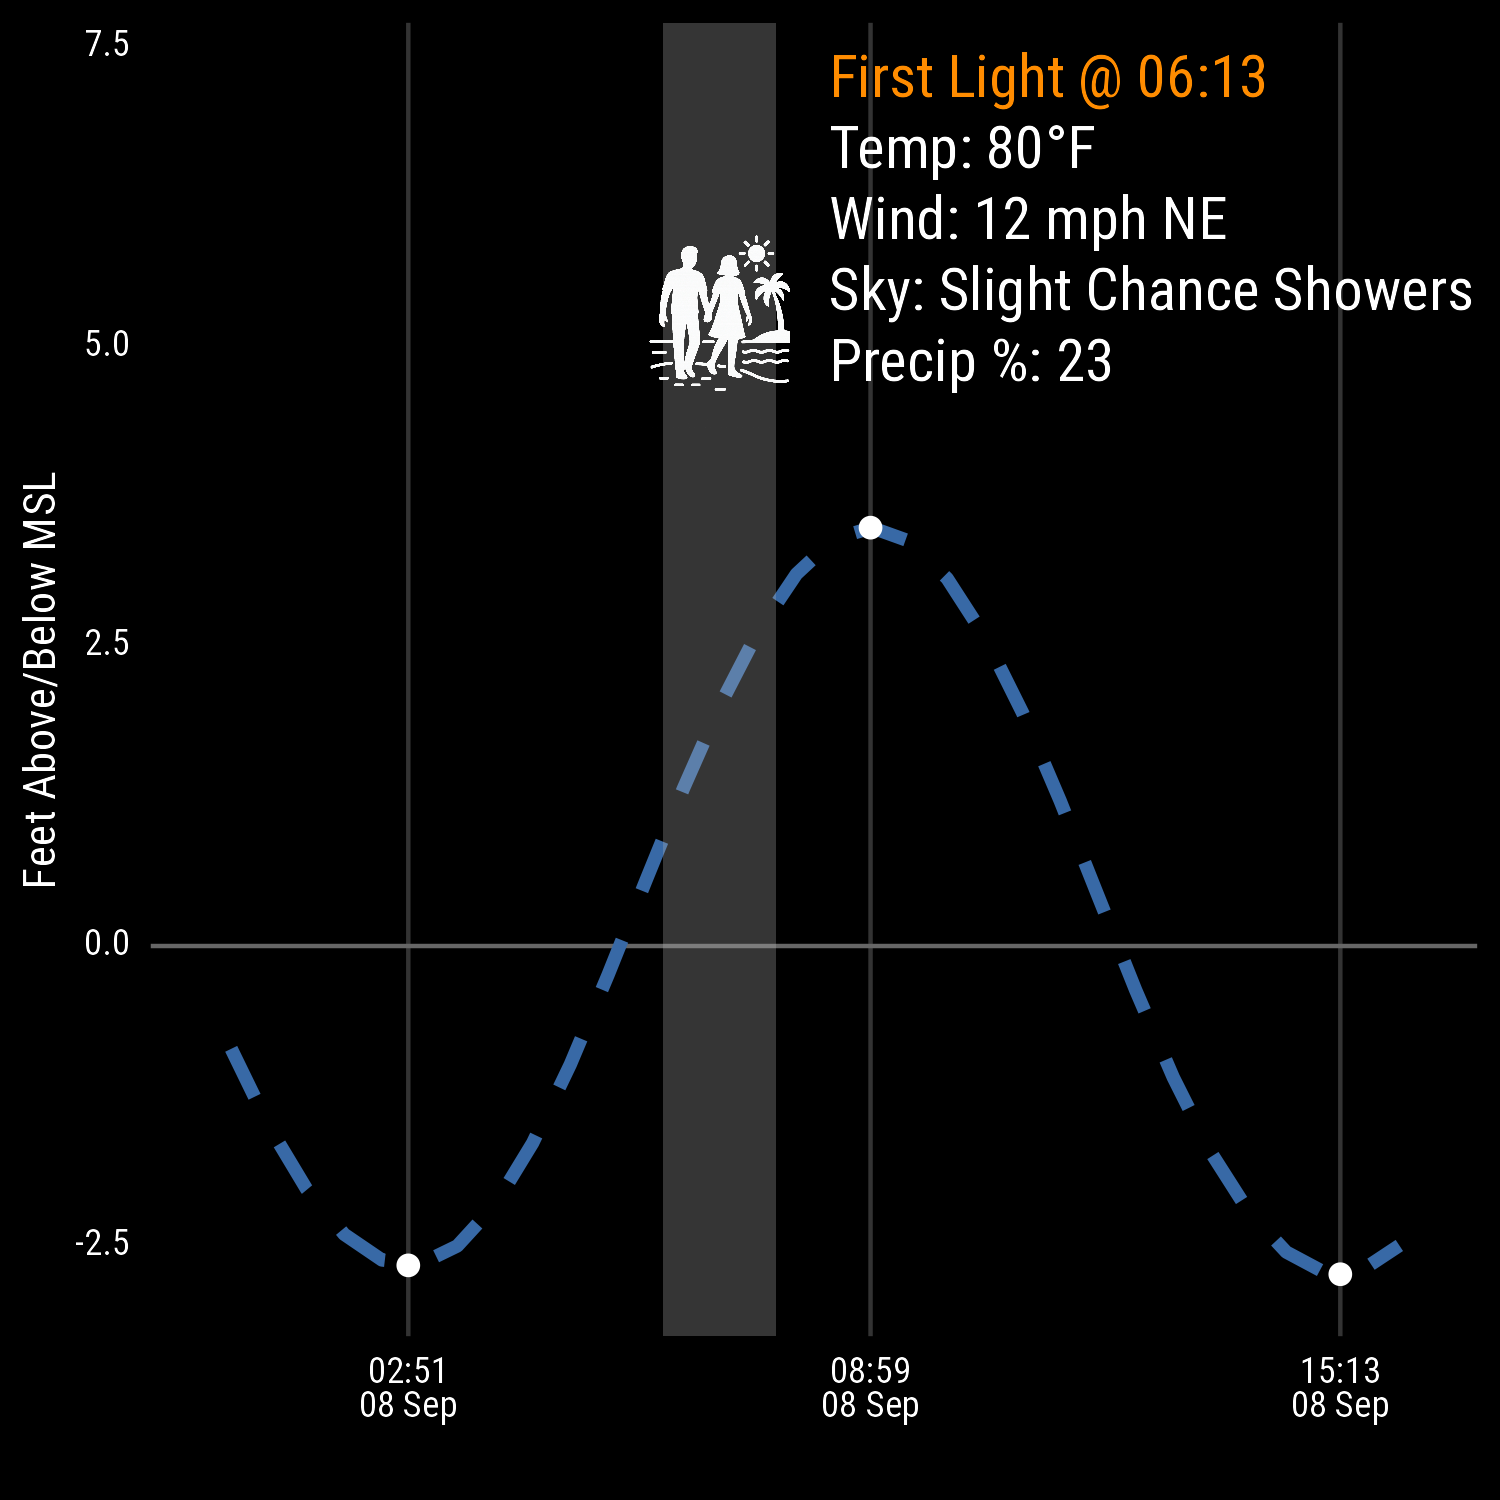 First Light @ 06:13
Temp: 80°F
Wind: 12 mph NE
Sky: Slight Chance Showers
Precip %: 23
Feet Above/Below MSL
7.5
5.0
2.5
0.0
-2.5
02:51
08 Sep
08:59
08 Sep
15:13
08 Sep